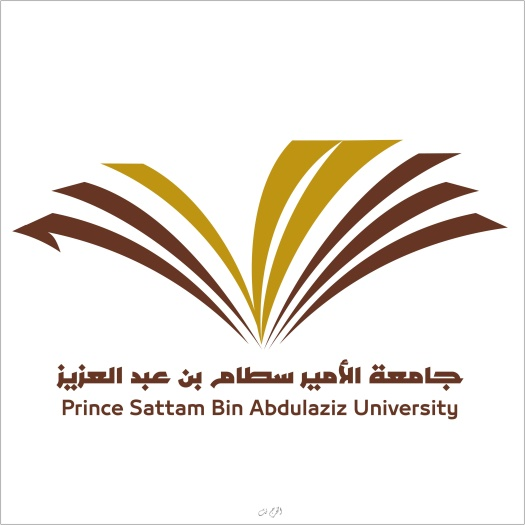 جامعة الأمير سطام بن عبد العزيز
Prince Sattam Bin Abdulaziz University